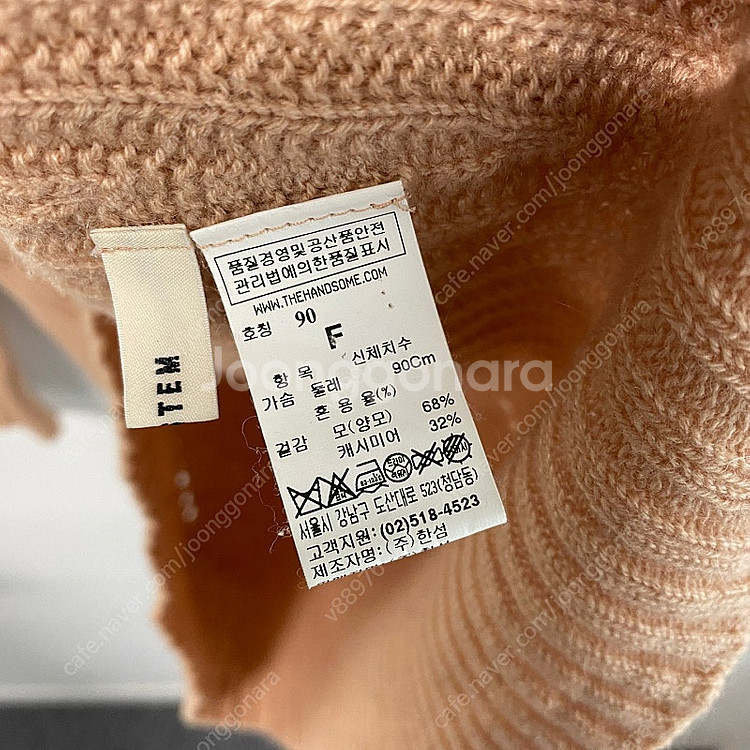 품질경영및공산품안전
관리법에의한품질표시
WWW.THEHANDSOME.COM
호칭 90
F
항 목 신체치수
가슴 둘레 90Cm
혼 용 율(%)
겉감 모(양모) 68%
캐시미어 32%
서울시 강남구 도산대로 523(청담동)
고객지원: (02)518-4523
제조자명: (주)한섬
STEM
Joonggonara
cafe.naver.com/joonggonara